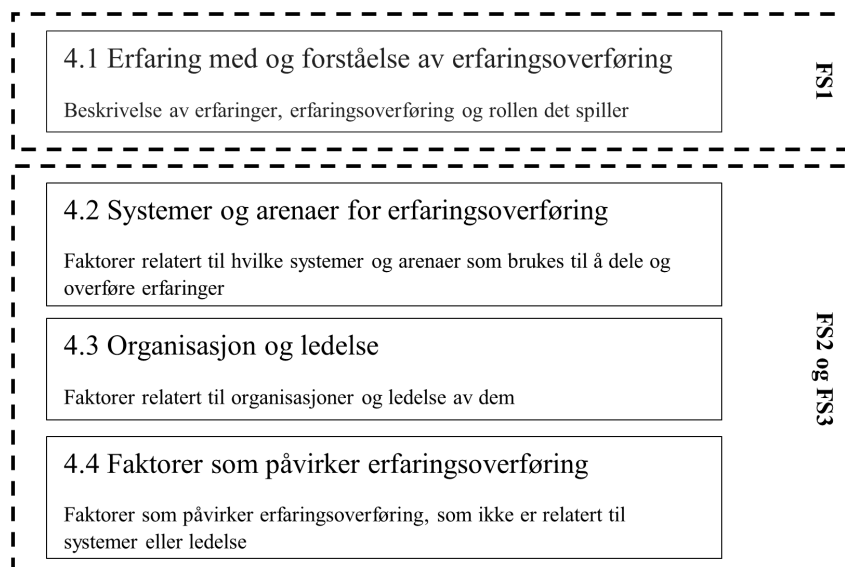 4.1 Erfaring med og forståelse av erfaringsoverføring
Beskrivelse av erfaringer, erfaringsoverføring og rollen det spiller
FS1
4.2 Systemer og arenaer for erfaringsoverføring
Faktorer relatert til hvilke systemer og arenaer som brukes til å dele og
overføre erfaringer
4.3 Organisasjon og ledelse
Faktorer relatert til organisasjoner og ledelse av dem
4.4 Faktorer som påvirker erfaringsoverføring
Faktorer som påvirker erfaringsoverføring, som ikke er relatert til
systemer eller ledelse
FS2 og FS3